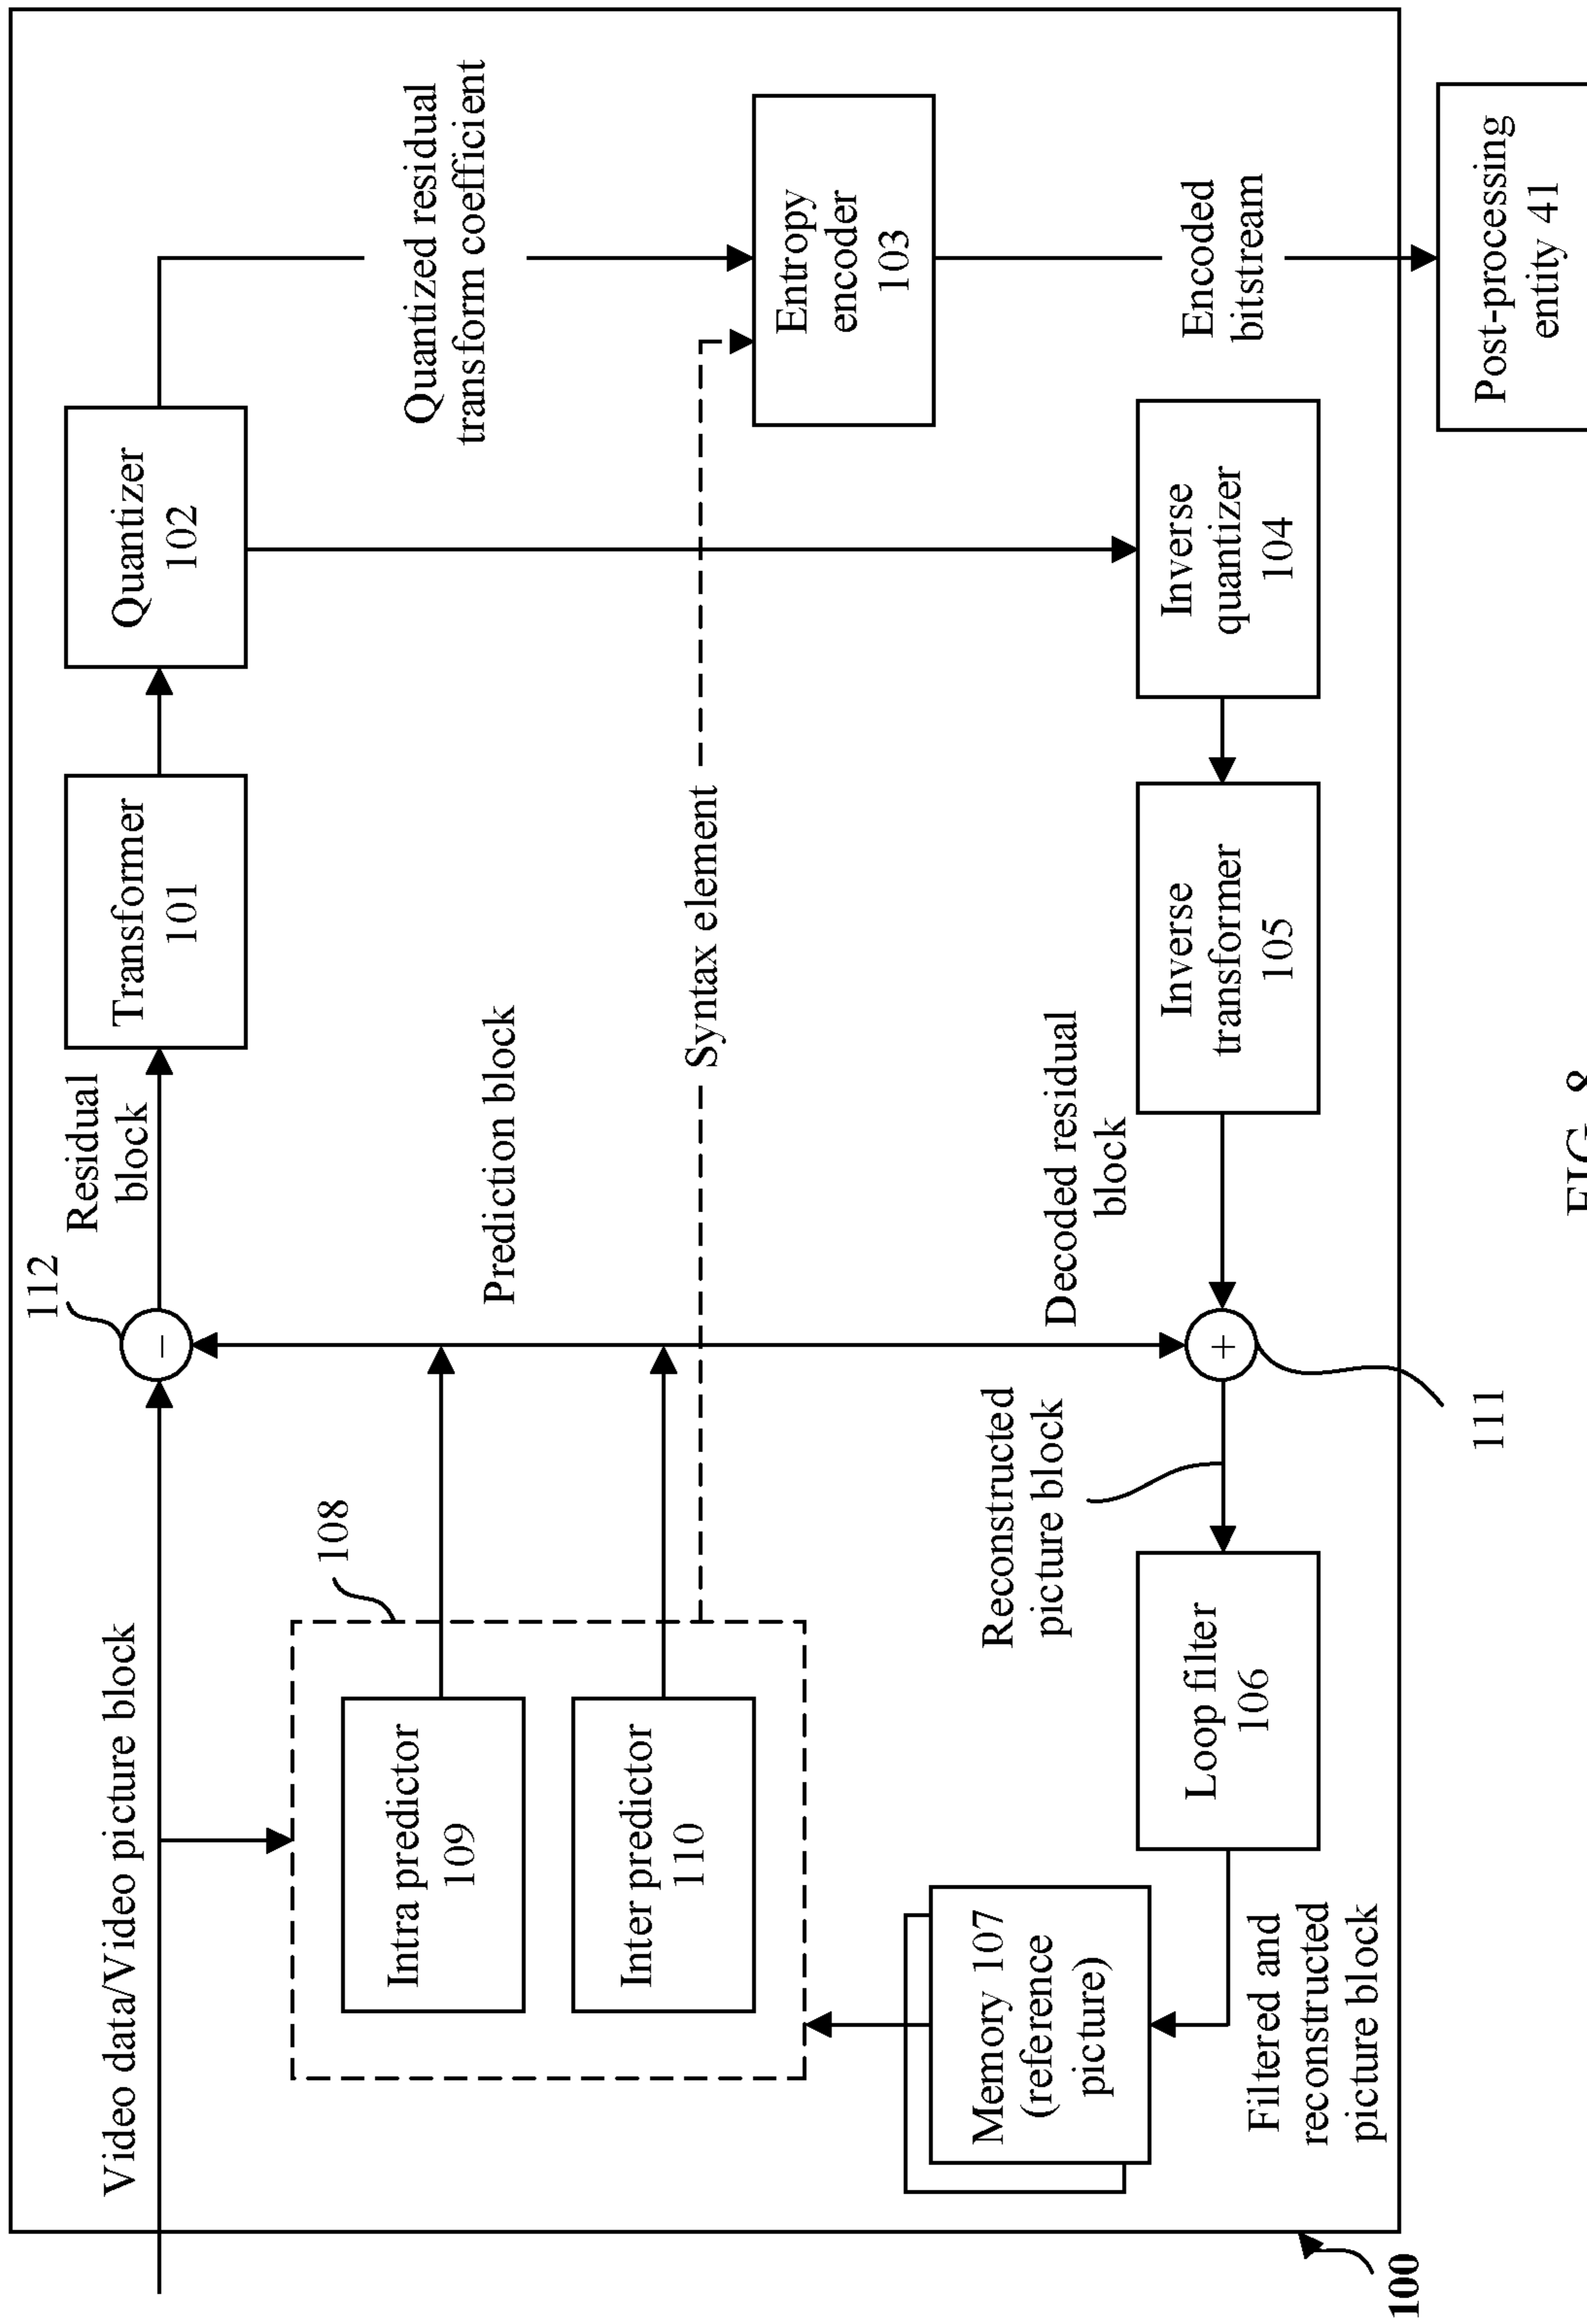 Video data/Video picture block
112
Residual
block
Transformer
101
Quantizer
102
Quantized residual
transform coefficient
108
Intra predictor
109
Inter predictor
110
Prediction block
Syntax element
Entropy
encoder
103
Memory 107
(reference
picture)
Reconstructed
picture block
Decoded residual
block
Loop filter
106
Inverse
transformer
105
Inverse
quantizer
104
Encoded
bitstream
Filtered and
reconstructed
picture block
100
111
Post-processing
entity 41
FIG. 8